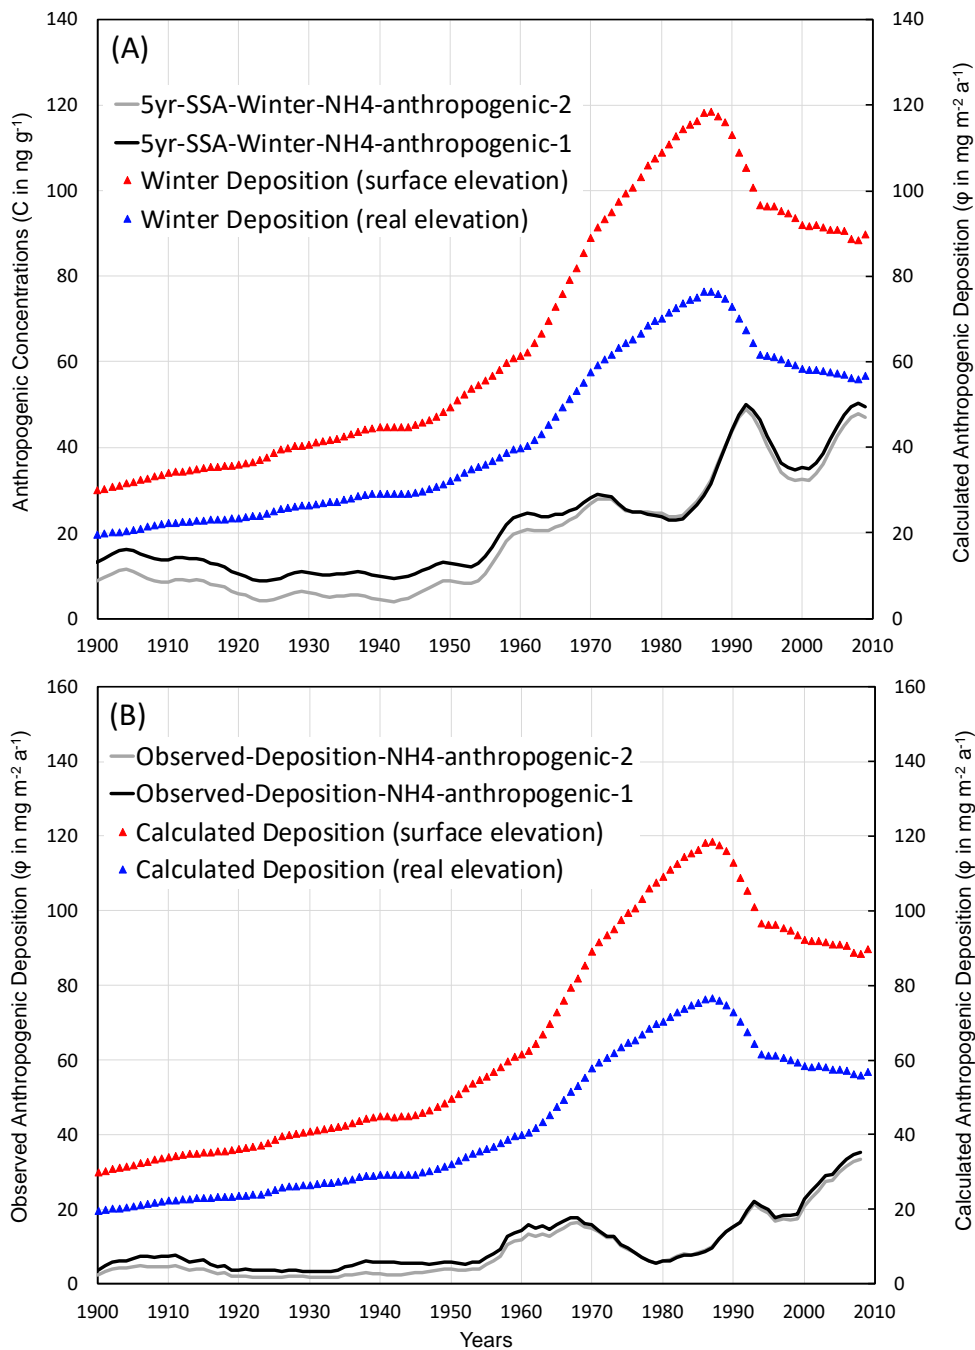 (A)
5yr-SSA-Winter-NH4-anthropogenic-2
5yr-SSA-Winter-NH4-anthropogenic-1
Winter Deposition (surface elevation)
Winter Deposition (real elevation)
Anthropogenic Concentrations (C in ng g-1)
140
120
100
80
60
40
20
0
Calculated Anthropogenic Deposition (φ in mg m-2 a-1)
140
120
100
80
60
40
20
0
1900 1910 1920 1930 1940 1950 1960 1970 1980 1990 2000 2010
(B)
Observed-Deposition-NH4-anthropogenic-2
Observed-Deposition-NH4-anthropogenic-1
Calculated Deposition (surface elevation)
Calculated Deposition (real elevation)
Observed Anthropogenic Deposition (φ in mg m-2 a-1)
160
140
120
100
80
60
40
20
0
Calculated Anthropogenic Deposition (φ in mg m-2 a-1)
160
140
120
100
80
60
40
20
0
1900 1910 1920 1930 1940 1950 1960 1970 1980 1990 2000 2010
Years